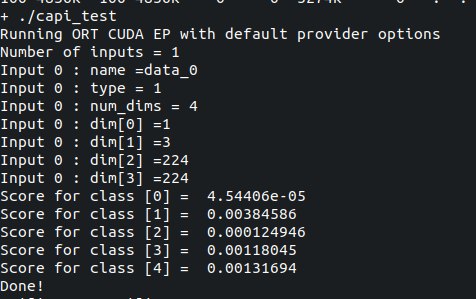 + ./capi_test
Running ORT CUDA EP with default provider options
Number of inputs = 1
Input 0 : name =data_0
Input 0 : type = 1
Input 0 : num_dims = 4
Input 0 : dim[0] =1
Input 0 : dim[1] =3
Input 0 : dim[2] =224
Input 0 : dim[3] =224
Score for class [0] =  4.54406e-05
Score for class [1] =  0.00384586
Score for class [2] =  0.000124946
Score for class [3] =  0.00118045
Score for class [4] =  0.00131694
Done!